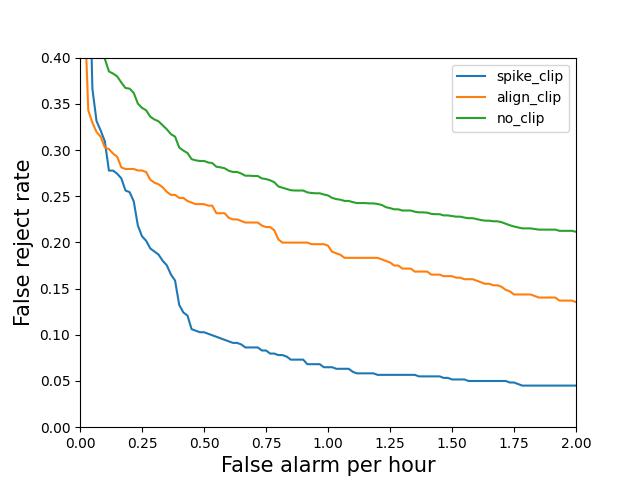 0.40
0.35
0.30
0.25
0.20
0.15
0.10
0.05
0.00
False reject rate
spike_clip
align_clip
no_clip
0.00 0.25 0.50 0.75 1.00 1.25 1.50 1.75 2.00
False alarm per hour